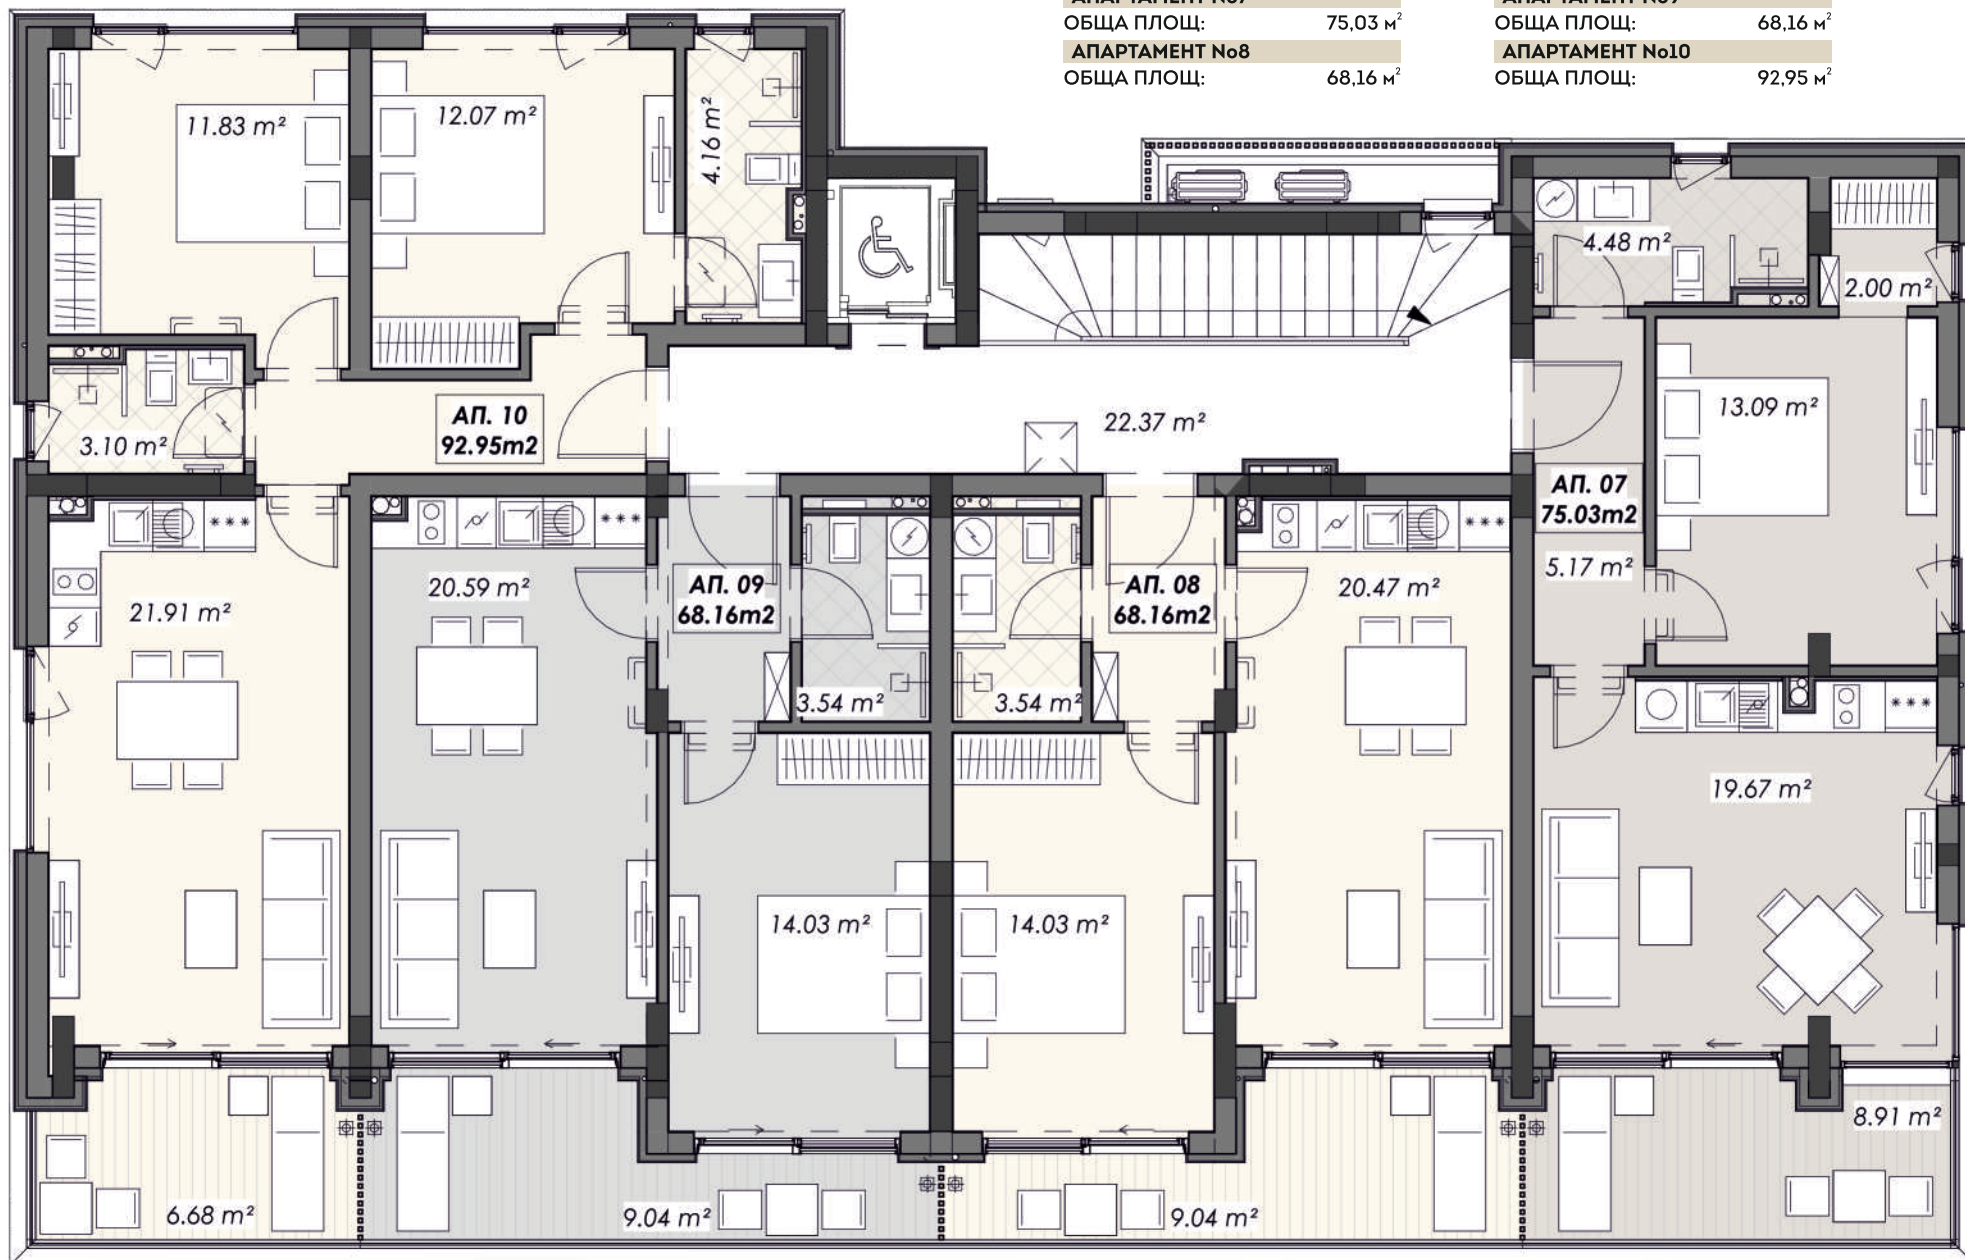 АПАРТАМЕНТ No7
ОБЩА ПЛОЩ: 75,03 м²
АПАРТАМЕНТ No8
ОБЩА ПЛОЩ: 68,16 м²
АПАРТАМЕНТ No9
ОБЩА ПЛОЩ: 68,16 м²
АПАРТАМЕНТ No10
ОБЩА ПЛОЩ: 92,95 м²
11.83 m²
12.07 m²
4.16 m²
4.48 m²
2.00 m²
3.10 m²
АП. 10
92.95m2
22.37 m²
13.09 m²
АП. 07
75.03m2
5.17 m²
21.91 m²
20.59 m²
АП. 09
68.16m2
АП. 08
68.16m2
20.47 m²
3.54 m²
3.54 m²
19.67 m²
14.03 m²
14.03 m²
8.91 m²
6.68 m²
9.04 m²
9.04 m²